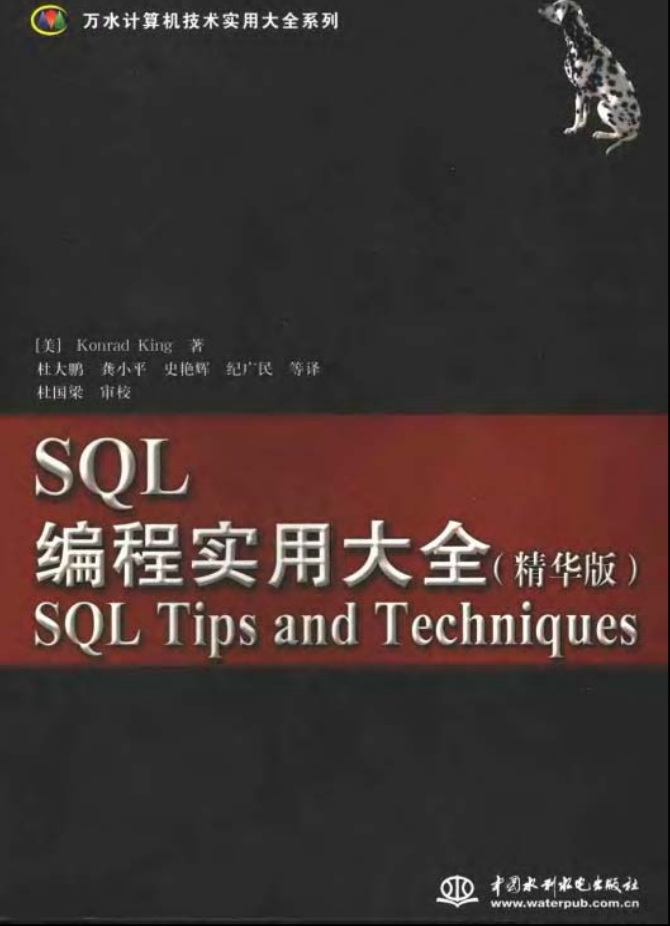 万水计算机技术实用大全系列
[美] Konrad King 著
杜大鹏 龚小平 史艳辉 纪广民 等译
杜国梁 审校
SQL
编程实用大全(精华版)
SQL Tips and Techniques
中国水利水电出版社
www.waterpub.com.cn